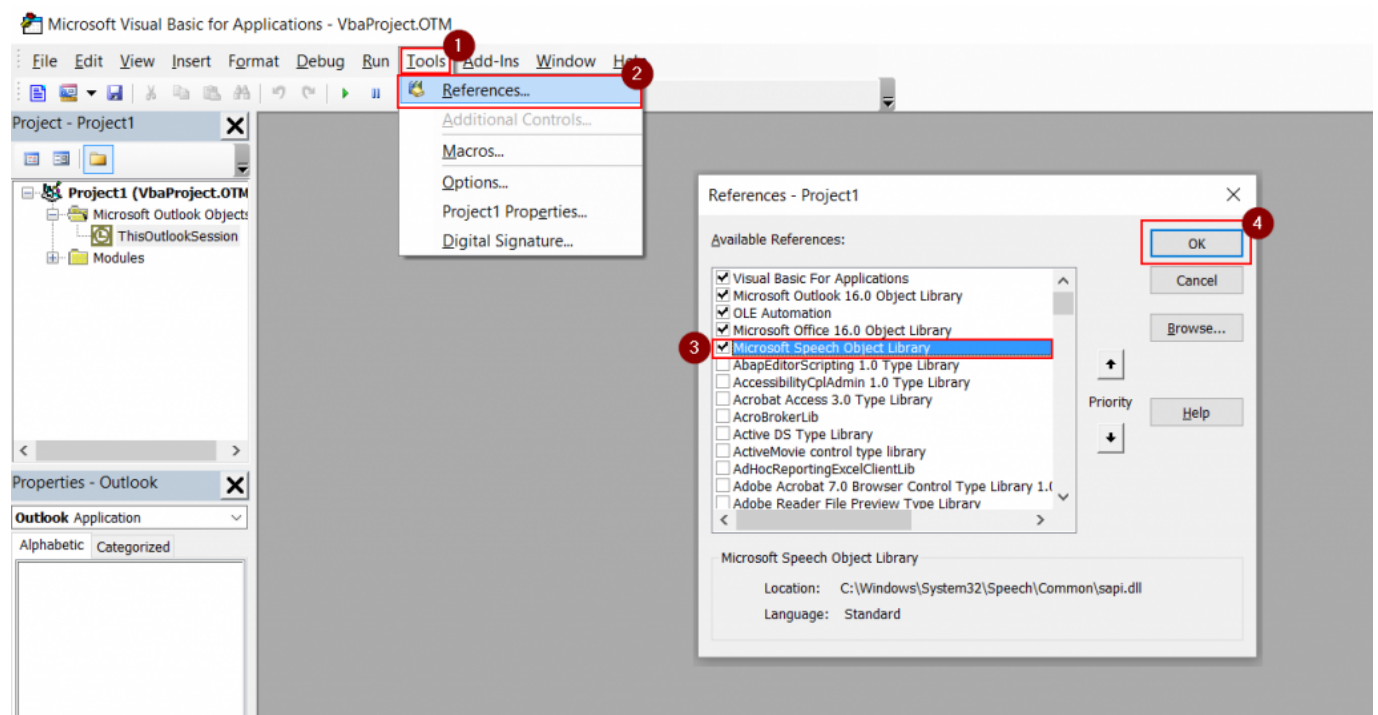 Microsoft Visual Basic for Applications - VbaProject.OTM
1
File Edit View Insert Format Debug Run Tools Add-Ins Window
2
References...
Additional Controls...
Macros...
Options...
Project1 Properties...
Digital Signature...
Project - Project1
Project1 (VbaProject.OTM
Microsoft Outlook Objects
ThisOutlookSession
Modules
Properties - Outlook
Outlook Application
Alphabetic Categorized
References - Project1
4
Available References:
OK
Cancel
Browse...
Priority
Help
Visual Basic For Applications
Microsoft Outlook 16.0 Object Library
OLE Automation
Microsoft Office 16.0 Object Library
3
Microsoft Speech Object Library
AbapEditorScripting 1.0 Type Library
AccessibilityCplAdmin 1.0 Type Library
Acrobat Access 3.0 Type Library
AcroBrokerLib
Active DS Type Library
ActiveMovie control type library
AdHocReportingExcelClientLib
Adobe Acrobat 7.0 Browser Control Type Library 1.(
Adobe Reader File Preview Type Library
Microsoft Speech Object Library
Location: C:\Windows\System32\Speech\Common\sapi.dll
Language: Standard